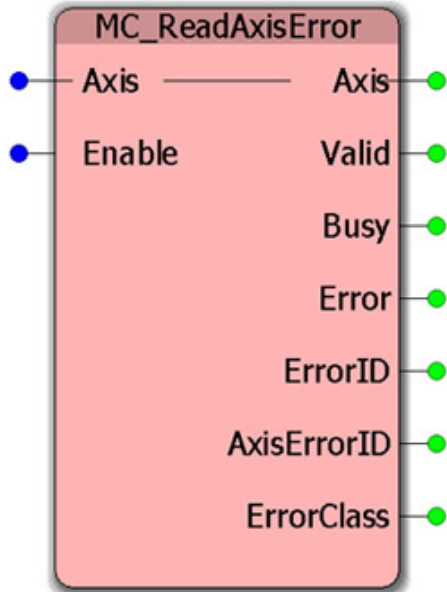 MC_ReadAxisError
Axis Axis
Enable Valid
Busy
Error
ErrorID
AxisErrorID
ErrorClass